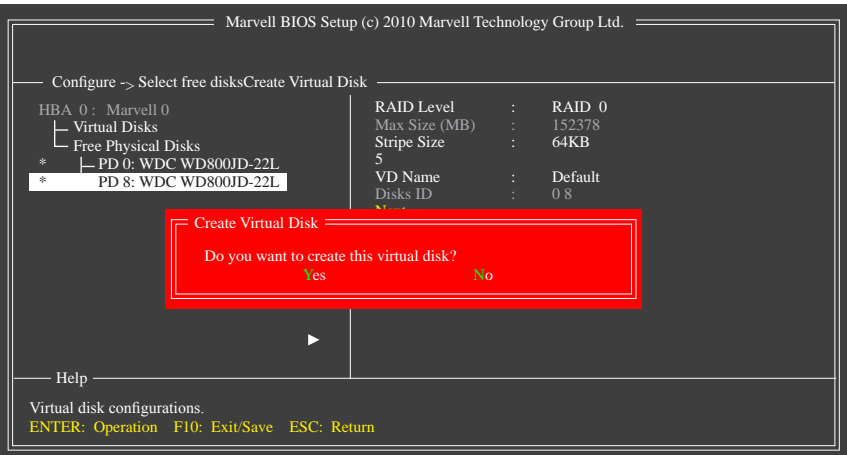 Marvell BIOS Setup (c) 2010 Marvell Technology Group Ltd.
Configure -> Select free disksCreate Virtual Disk
HBA 0 : Marvell 0
Virtual Disks
Free Physical Disks
* PD 0: WDC WD800JD-22L
* PD 8: WDC WD800JD-22L
RAID Level : RAID 0
Max Size (MB) : 152378
Stripe Size : 64KB
5
VD Name : Default
Disks ID : 0 8
Next
Create Virtual Disk
Do you want to create this virtual disk?
Yes No
Help
Virtual disk configurations.
ENTER: Operation F10: Exit/Save ESC: Return